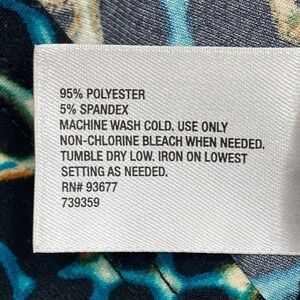 95% POLYESTER
5% SPANDEX
MACHINE WASH COLD. USE ONLY
NON-CHLORINE BLEACH WHEN NEEDED.
TUMBLE DRY LOW. IRON ON LOWEST
SETTING AS NEEDED.
RN# 93677
739359